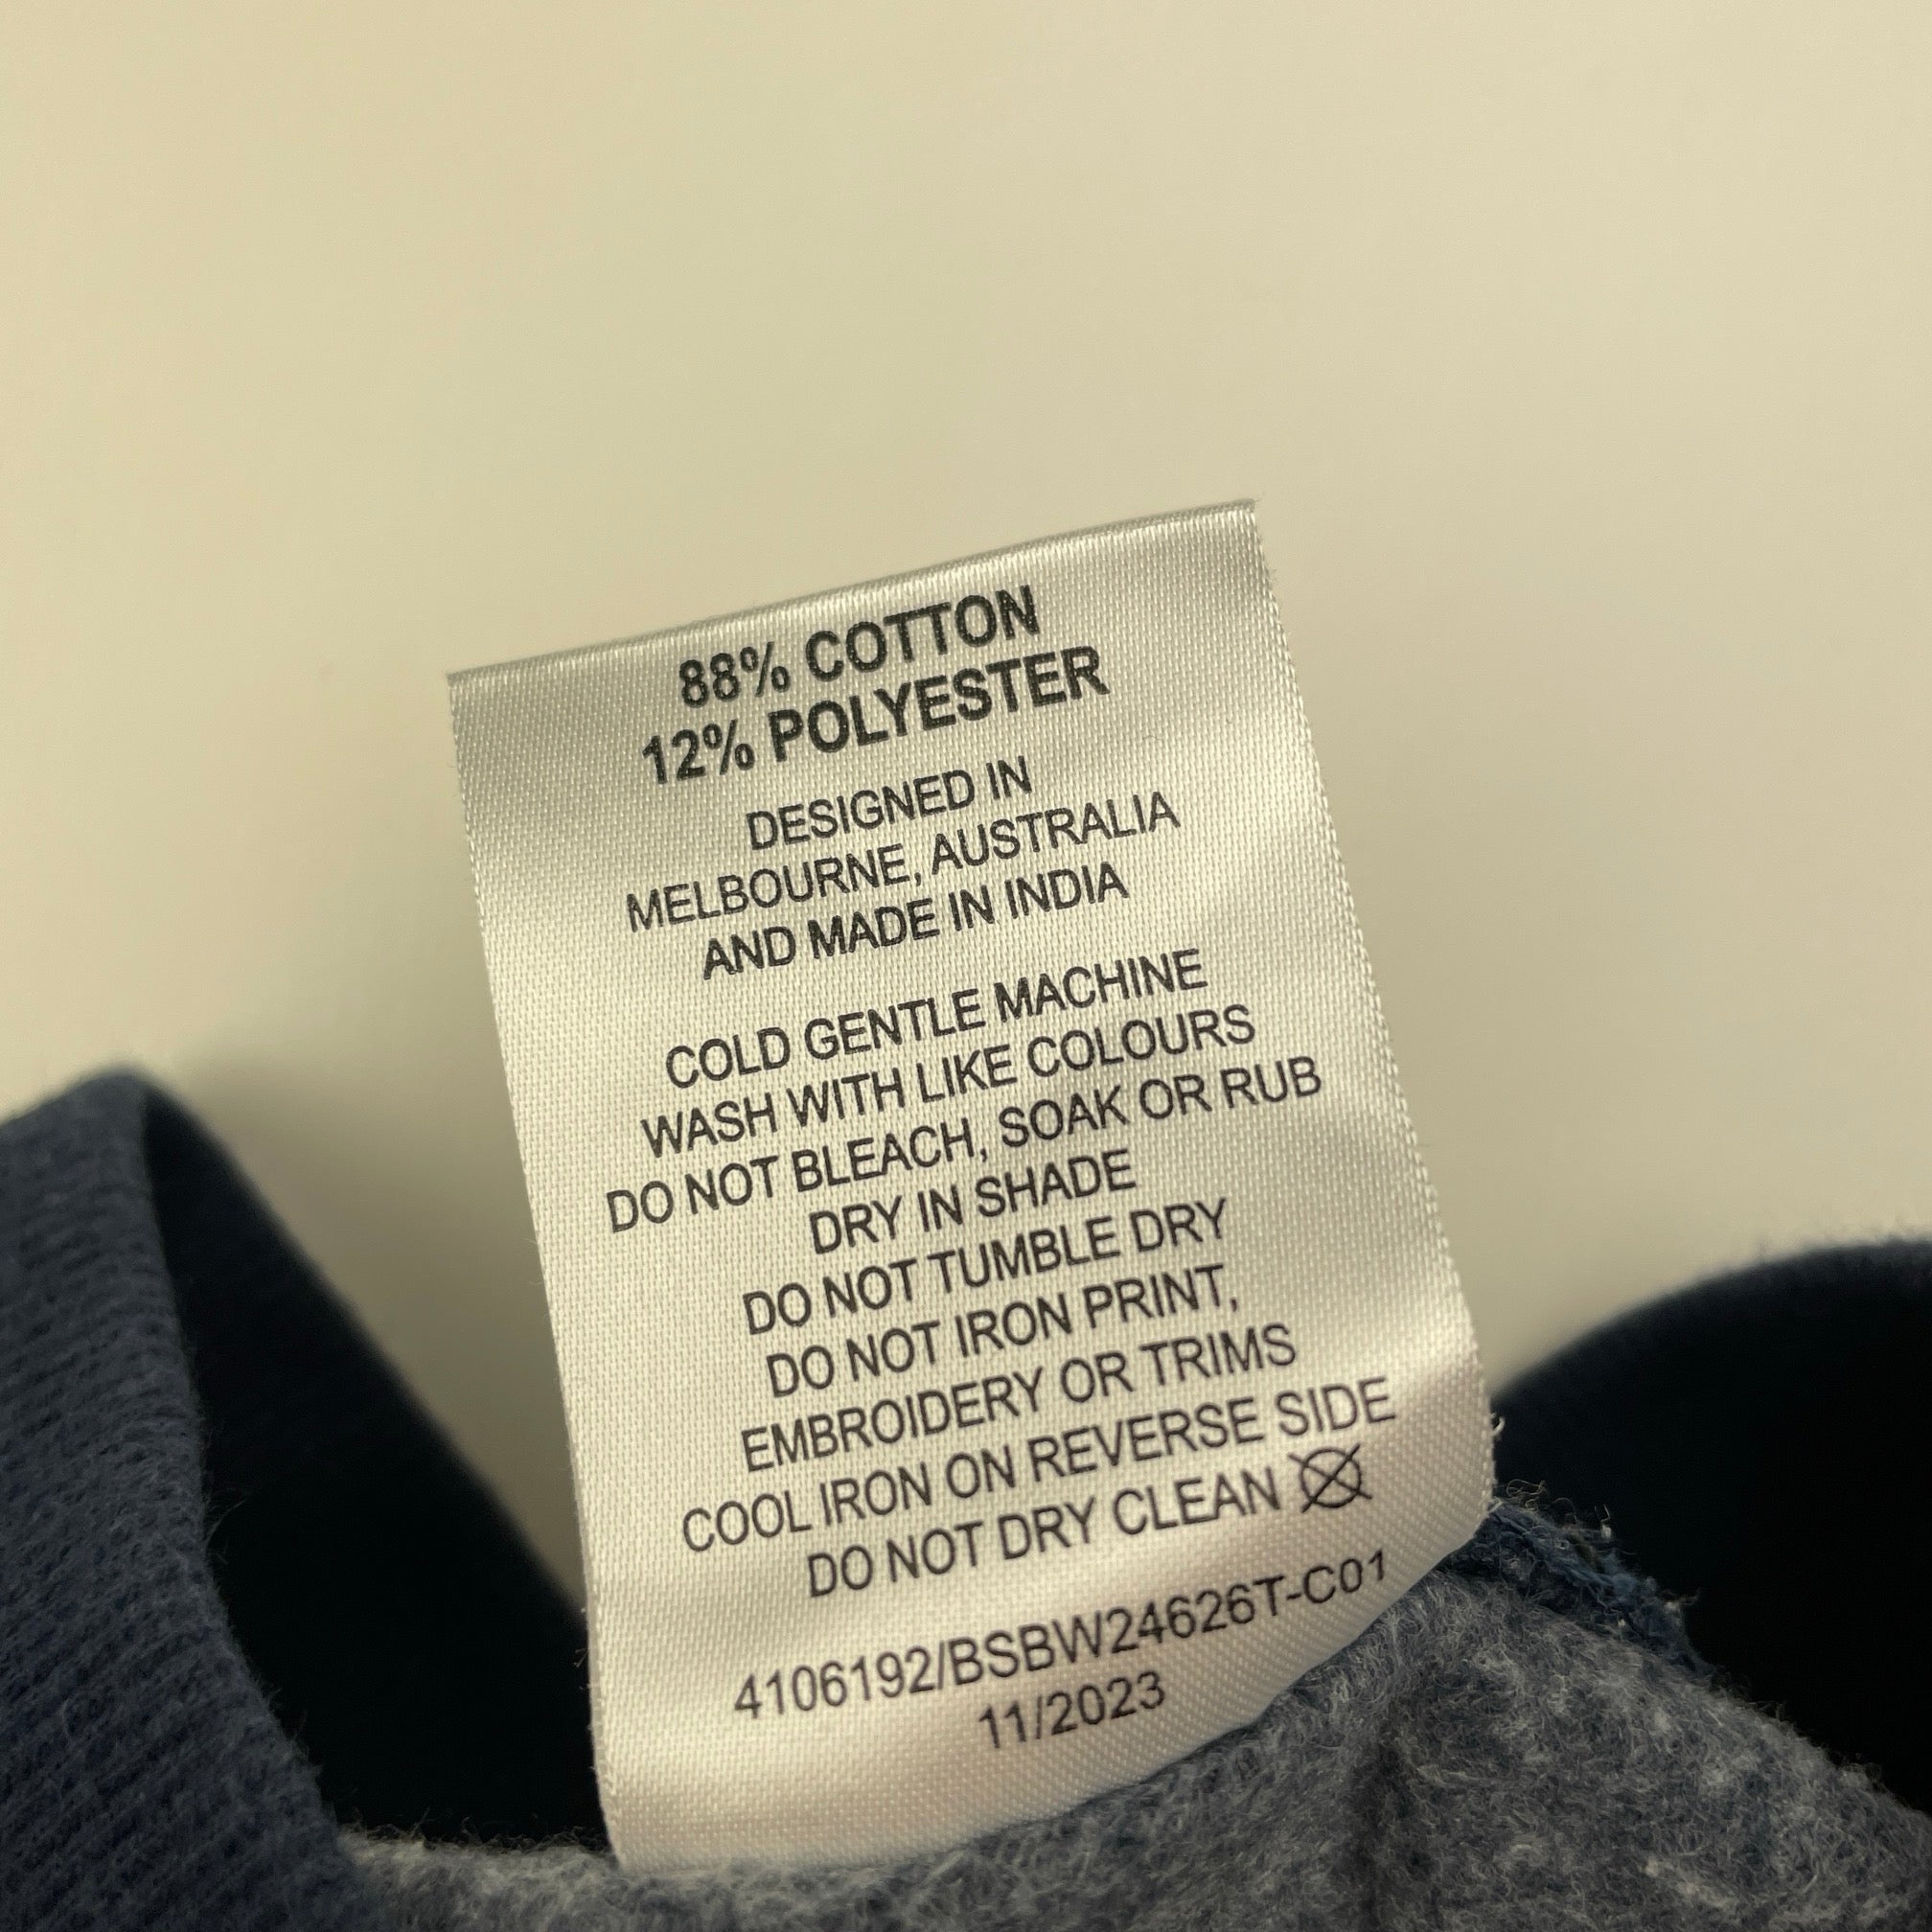 88% COTTON
12% POLYESTER
DESIGNED IN
MELBOURNE, AUSTRALIA
AND MADE IN INDIA
COLD GENTLE MACHINE
WASH WITH LIKE COLOURS
DO NOT BLEACH, SOAK OR RUB
DRY IN SHADE
DO NOT TUMBLE DRY
DO NOT IRON PRINT,
EMBROIDERY OR TRIMS
COOL IRON ON REVERSE SIDE
DO NOT DRY CLEAN
4106192/BSBW24626T-C01
11/2023